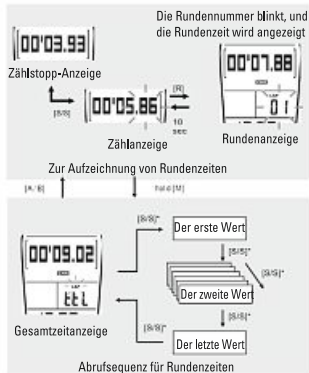 Die Rundennummer blinkt, und
die Rundenzeit wird angezeigt
00'03.93
00'07.88
Zählstopp-Anzeige
LAP
01
[S/S]
00'05.86
[R]
10
sec
Zählanzeige
Rundenanzeige
Zur Aufzeichnung von Rundenzeiten
[A/B]
hold [M]
[S/S]*
Der erste Wert
00'09.02
[S/S]*
[S/S]*
LAP
ttl
Der zweite Wert
Gesamtzeitanzeige
[S/S]*
[S/S]*
Der letzte Wert
Abrufsequenz für Rundenzeiten